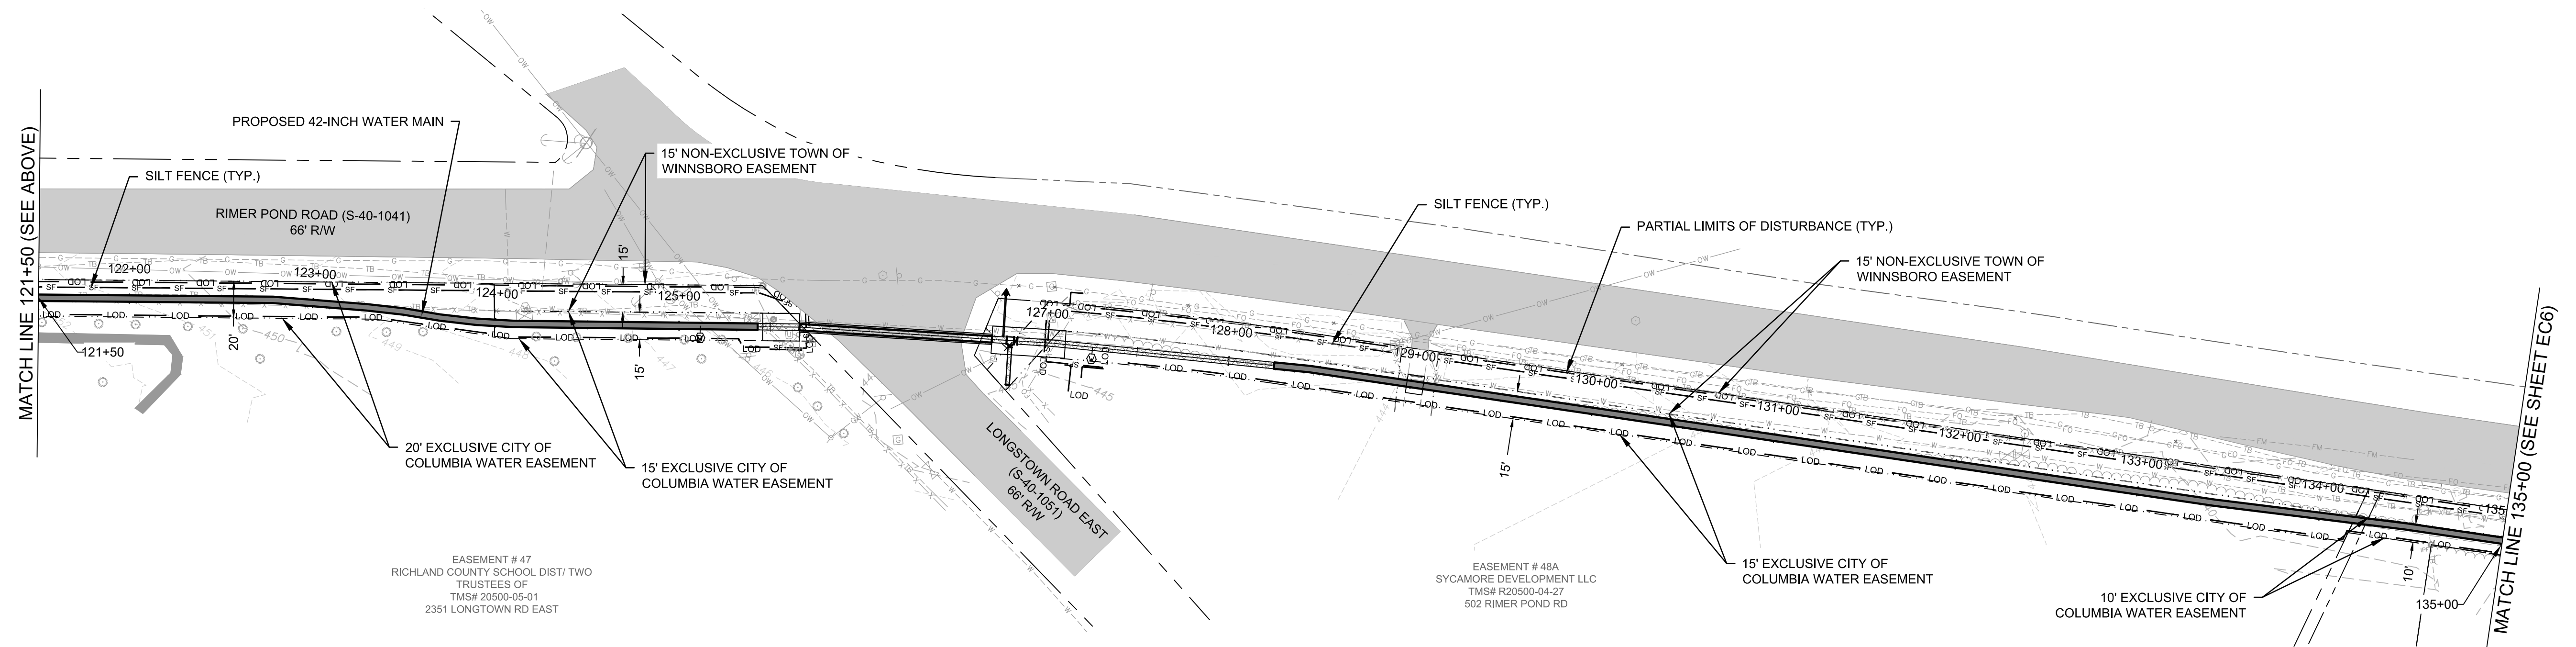 MATCH LINE 121+50 (SEE ABOVE)
PROPOSED 42-INCH WATER MAIN
SILT FENCE (TYP.)
15' NON-EXCLUSIVE TOWN OF
WINNSBORO EASEMENT
RIMER POND ROAD (S-40-1041)
66' R/W
SILT FENCE (TYP.)
PARTIAL LIMITS OF DISTURBANCE (TYP.)
15' NON-EXCLUSIVE TOWN OF
WINNSBORO EASEMENT
15'
122+00
123+00
124+00
125+00
127+00
128+00
129+00
130+00
131+00
132+00
133+00
134+00
135
121+50
20'
15'
15'
10'
20' EXCLUSIVE CITY OF
COLUMBIA WATER EASEMENT
15' EXCLUSIVE CITY OF
COLUMBIA WATER EASEMENT
LONGSTOWN ROAD EAST
(S-40-1051)
66' R/W
451
450
449
447
446
445
EASEMENT # 47
RICHLAND COUNTY SCHOOL DIST/ TWO
TRUSTEES OF
TMS# 20500-05-01
2351 LONGTOWN RD EAST
EASEMENT # 48A
SYCAMORE DEVELOPMENT LLC
TMS# R20500-04-27
502 RIMER POND RD
15' EXCLUSIVE CITY OF
COLUMBIA WATER EASEMENT
10' EXCLUSIVE CITY OF
COLUMBIA WATER EASEMENT
135+00
MATCH LINE 135+00 (SEE SHEET EC6)